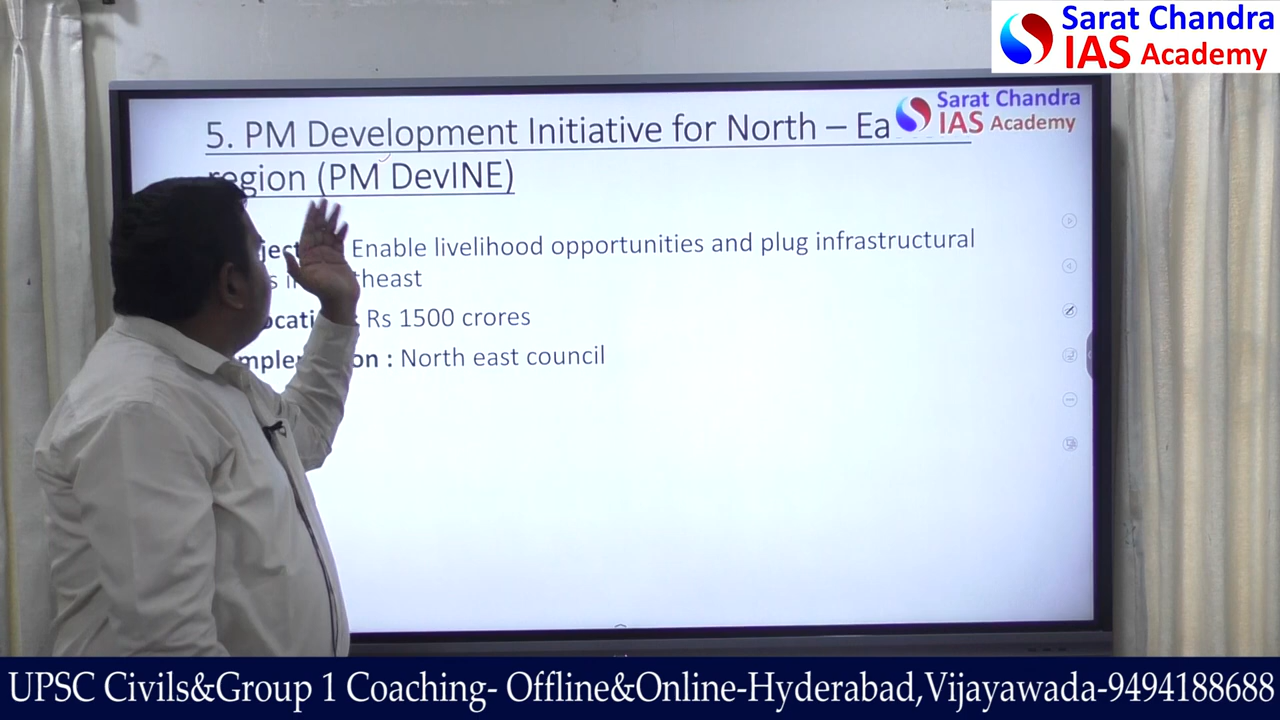 Sarat Chandra
IAS Academy
Sarat Chandra
IAS Academy
5. PM Development Initiative for North – Ea
region (PM DevINE)
Enable livelihood opportunities and plug infrastructural
Rs 1500 crores
: North east council
UPSC Civils&Group 1 Coaching- Offline&Online-Hyderabad,Vijayawada-9494188688